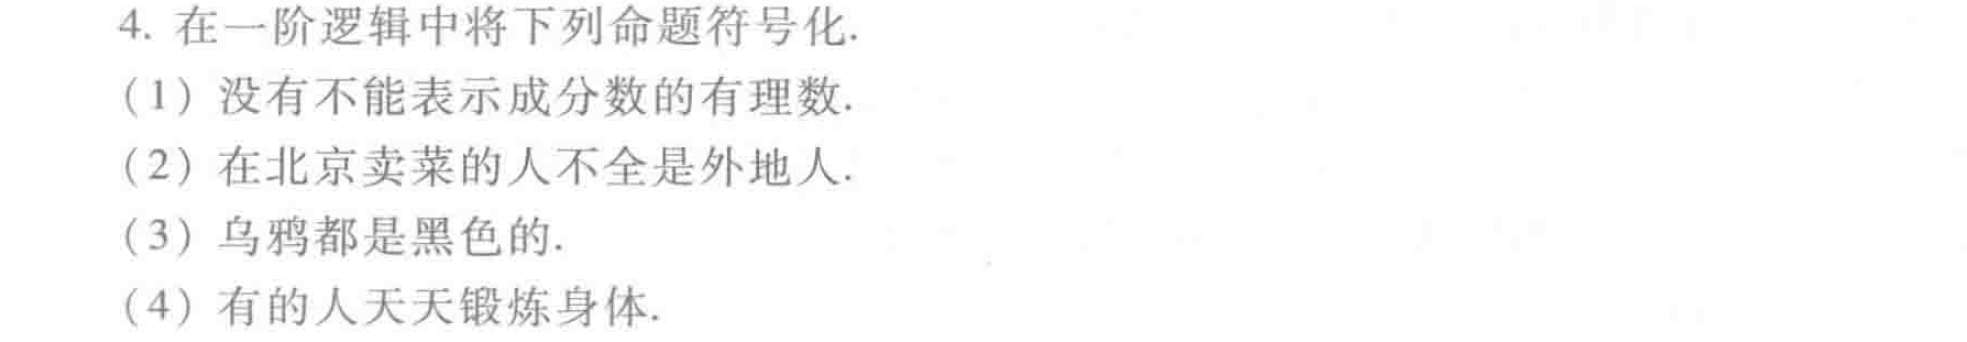 4. 在一阶逻辑中将下列命题符号化.
(1) 没有不能表示成分数的有理数.
(2) 在北京卖菜的人不全是外地人.
(3) 乌鸦都是黑色的.
(4) 有的人天天锻炼身体.